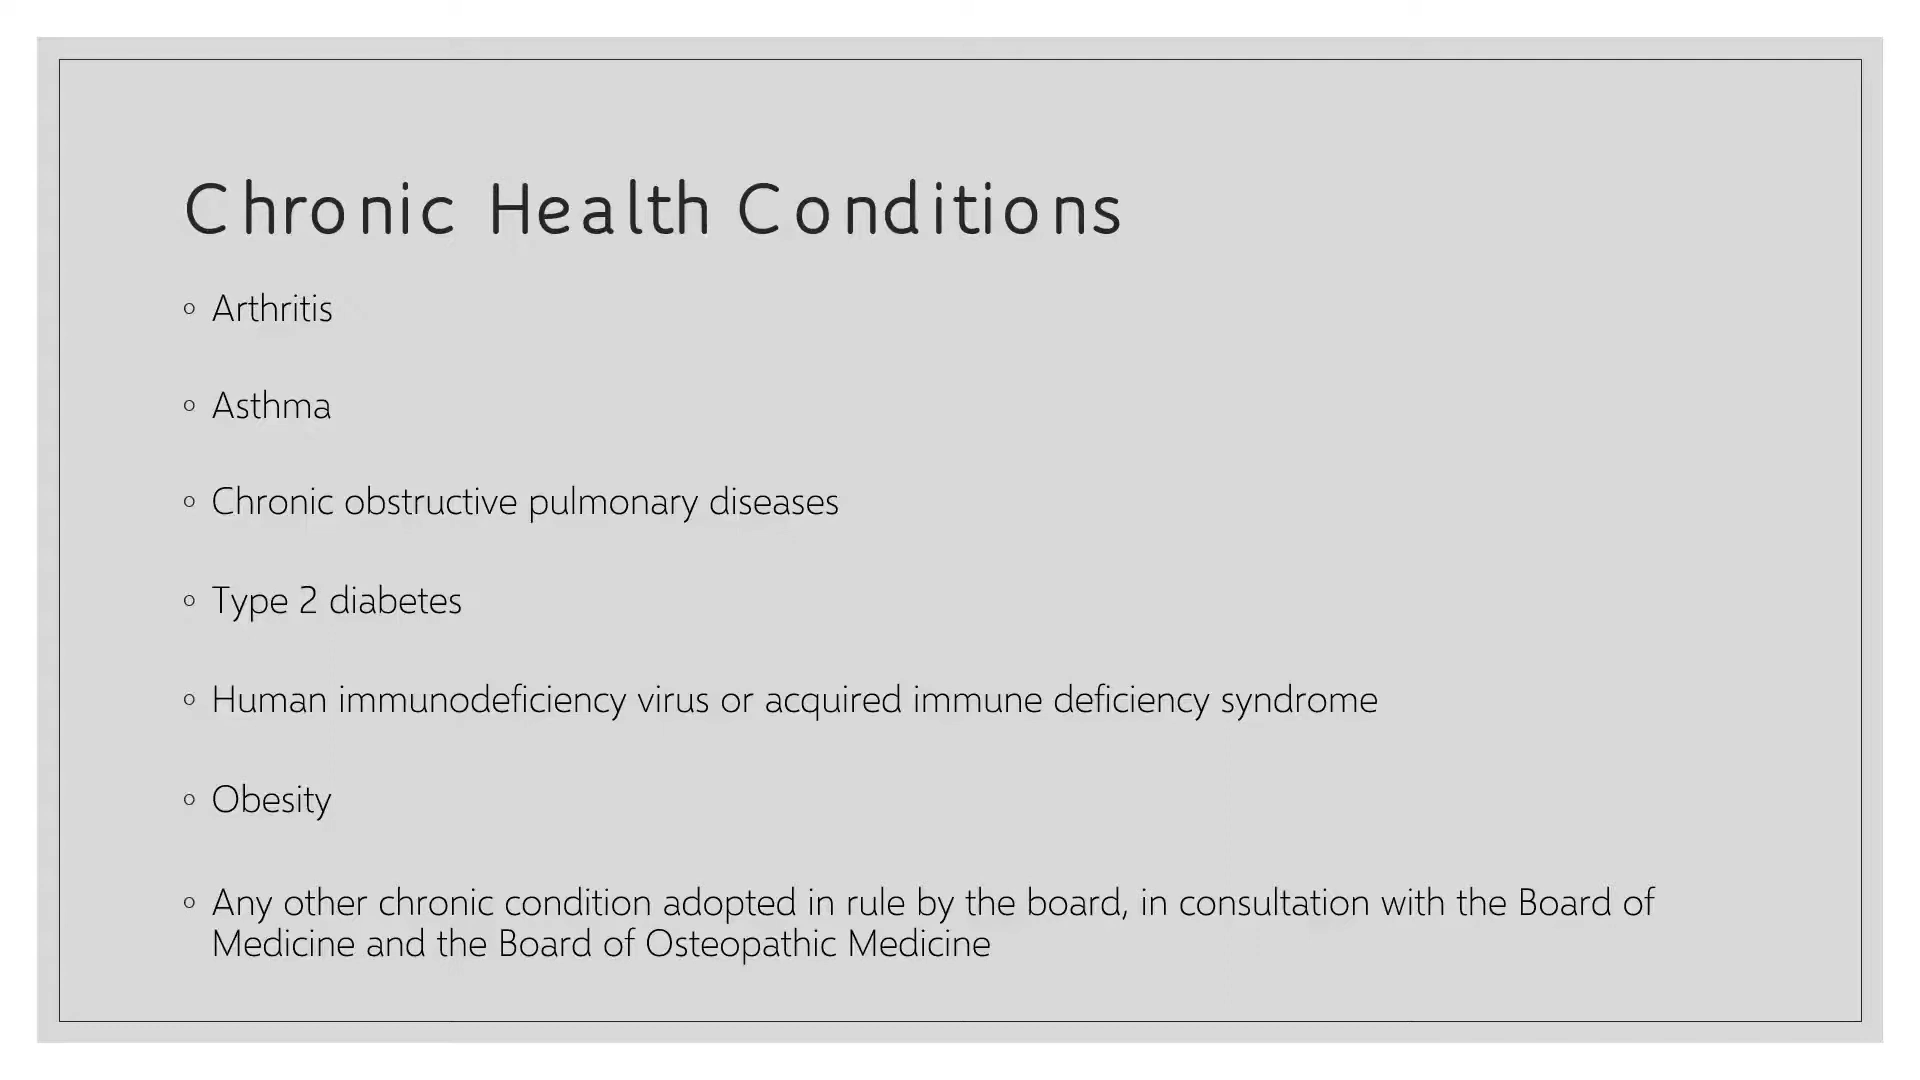 Chronic Health Conditions
◦ Arthritis
◦ Asthma
◦ Chronic obstructive pulmonary diseases
◦ Type 2 diabetes
◦ Human immunodeficiency virus or acquired immune deficiency syndrome
◦ Obesity
◦ Any other chronic condition adopted in rule by the board, in consultation with the Board of
Medicine and the Board of Osteopathic Medicine